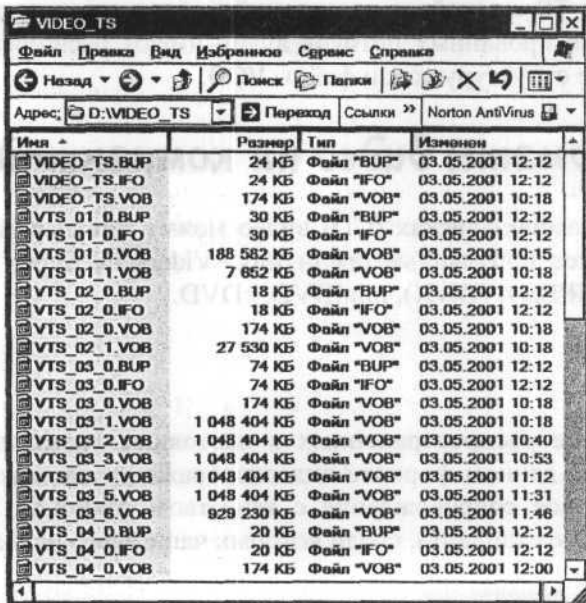 VIDEO_TS
Файл Правка Вид Избранное Сервис Справка
Назад Поиск Папки
Адрес: D:\VIDEO_TS Переход Ссылки » Norton AntiVirus
Имя Размер Тип Изменен
VIDEO_TS.BUP 24 КБ Файл "BUP" 03.05.2001 12:12
VIDEO_TS.IFO 24 КБ Файл "IFO" 03.05.2001 12:12
VIDEO_TS.VOB 174 КБ Файл "VOB" 03.05.2001 10:18
VTS_01_0.BUP 30 КБ Файл "BUP" 03.05.2001 12:12
VTS_01_0.IFO 30 КБ Файл "IFO" 03.05.2001 12:12
VTS_01_0.VOB 188 582 КБ Файл "VOB" 03.05.2001 10:15
VTS_01_1.VOB 7 652 КБ Файл "VOB" 03.05.2001 10:18
VTS_02_0.BUP 18 КБ Файл "BUP" 03.05.2001 12:12
VTS_02_0.IFO 18 КБ Файл "IFO" 03.05.2001 12:12
VTS_02_0.VOB 174 КБ Файл "VOB" 03.05.2001 10:18
VTS_02_1.VOB 27 530 КБ Файл "VOB" 03.05.2001 10:18
VTS_03_0.BUP 74 КБ Файл "BUP" 03.05.2001 12:12
VTS_03_0.IFO 74 КБ Файл "IFO" 03.05.2001 12:12
VTS_03_0.VOB 174 КБ Файл "VOB" 03.05.2001 10:18
VTS_03_1.VOB 1 048 404 КБ Файл "VOB" 03.05.2001 10:18
VTS_03_2.VOB 1 048 404 КБ Файл "VOB" 03.05.2001 10:40
VTS_03_3.VOB 1 048 404 КБ Файл "VOB" 03.05.2001 10:53
VTS_03_4.VOB 1 048 404 КБ Файл "VOB" 03.05.2001 11:12
VTS_03_5.VOB 1 048 404 КБ Файл "VOB" 03.05.2001 11:31
VTS_03_6.VOB 929 238 КБ Файл "VOB" 03.05.2001 11:46
VTS_04_0.BUP 20 КБ Файл "BUP" 03.05.2001 12:12
VTS_04_0.IFO 20 КБ Файл "IFO" 03.05.2001 12:12
VTS_04_0.VOB 174 КБ Файл "VOB" 03.05.2001 12:00